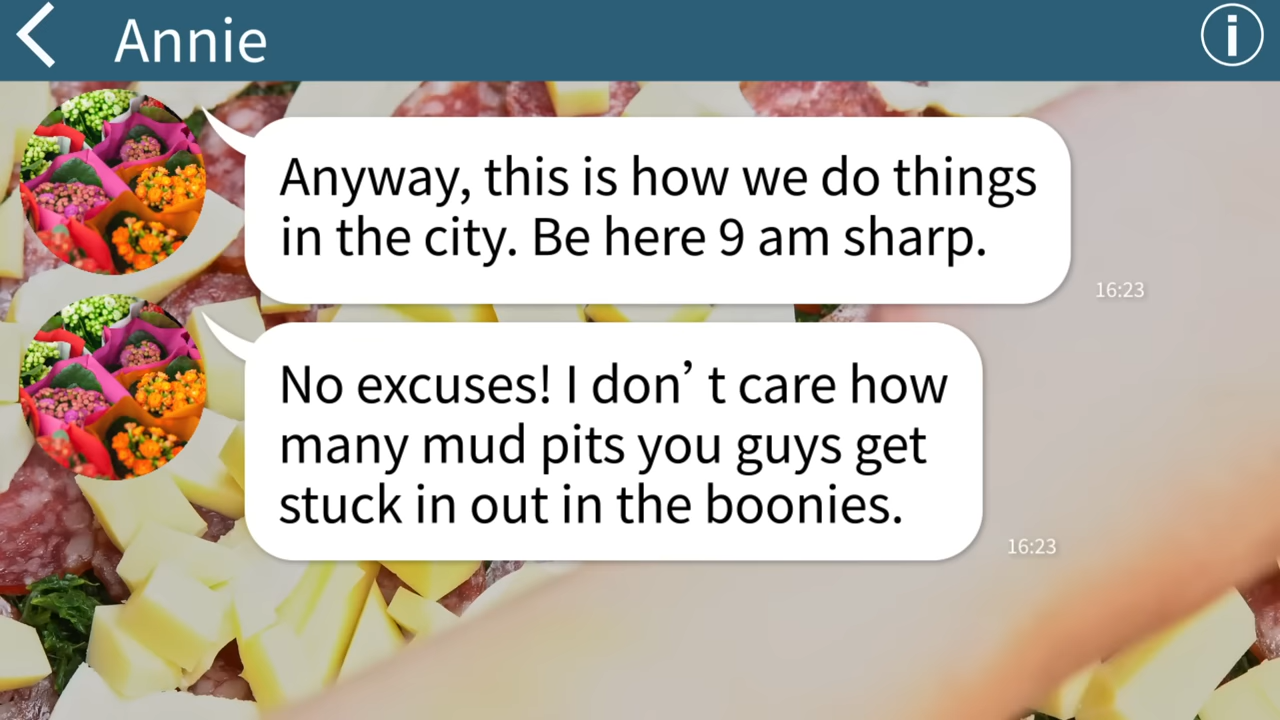 Annie
Anyway, this is how we do things
in the city. Be here 9 am sharp.
16:23
No excuses! I don’ t care how
many mud pits you guys get
stuck in out in the boonies.
16:23